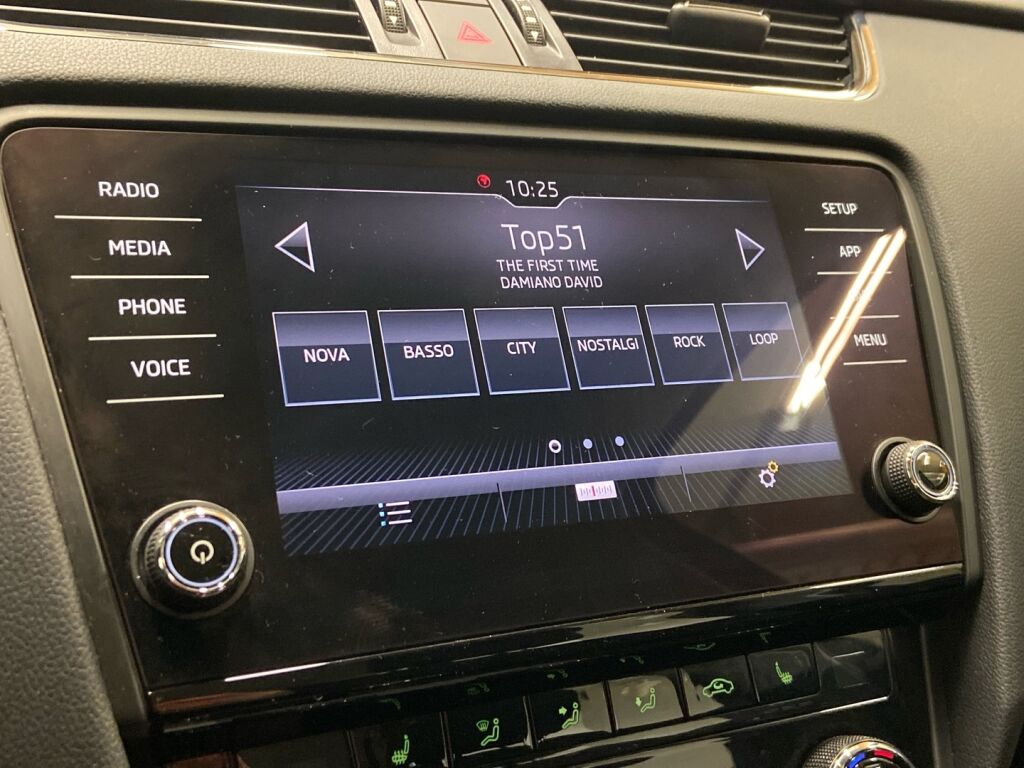 RADIO
MEDIA
PHONE
VOICE
10:25
Top51
THE FIRST TIME
DAMIANO DAVID
NOVA
BASSO
CITY
NOSTALGI
ROCK
LOOP
SETUP
APP
MENU